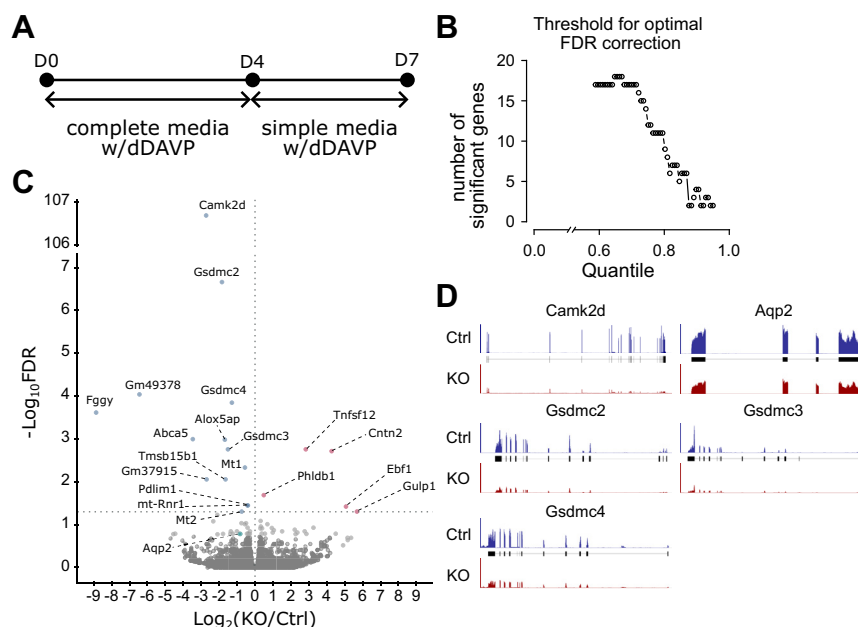 A
D0
D4
D7
complete media
w/dDAVP
simple media
w/dDAVP
B
Threshold for optimal
FDR correction
number of
significant genes
20
15
10
5
0
0.0
0.6
0.8
1.0
Quantile
C
-Log10FDR
107
106
7
6
5
4
3
2
1
0
Camk2d
Gsdmc2
Gm49378
Fggy
Gsdmc4
Alox5ap
Abca5
Gsdmc3
Tnfsf12
Cntn2
Tmsb15b1
Mt1
Gm37915
Phldb1
Ebf1
Pdlim1
Gulp1
mt-Rnr1
Mt2
Aqp2
-9 -8 -7 -6 -5 -4 -3 -2 -1 0 1 2 3 4 5 6 7 8 9
Log2(KO/Ctrl)
D
Camk2d
Aqp2
Ctrl
KO
Gsdmc2
Gsdmc3
Ctrl
KO
Gsdmc4
Ctrl
KO